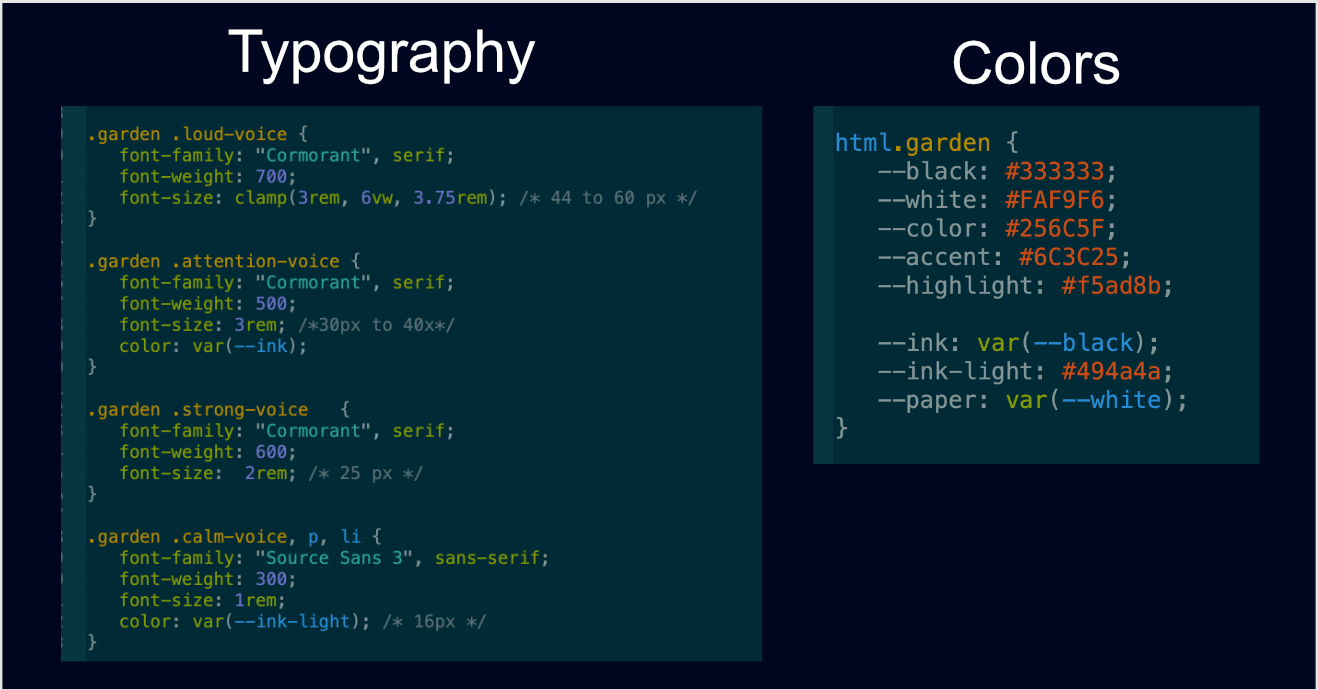 Typography
.garden .loud-voice {
font-family: "Cormorant", serif;
font-weight: 700;
font-size: clamp(3rem, 6vw, 3.75rem); /* 44 to 60 px */
}
.garden .attention-voice {
font-family: "Cormorant", serif;
font-weight: 500;
font-size: 3rem; /*30px to 40x*/
color: var(--ink);
}
.garden .strong-voice   {
font-family: "Cormorant", serif;
font-weight: 600;
font-size:  2rem; /* 25 px */
}
.garden .calm-voice, p, li {
font-family: "Source Sans 3", sans-serif;
font-weight: 300;
font-size: 1rem;
color: var(--ink-light); /* 16px */
}
Colors
html.garden {
--black: #333333;
--white: #FAF9F6;
--color: #256C5F;
--accent: #6C3C25;
--highlight: #f5ad8b;
--ink: var(--black);
--ink-light: #494a4a;
--paper: var(--white);
}